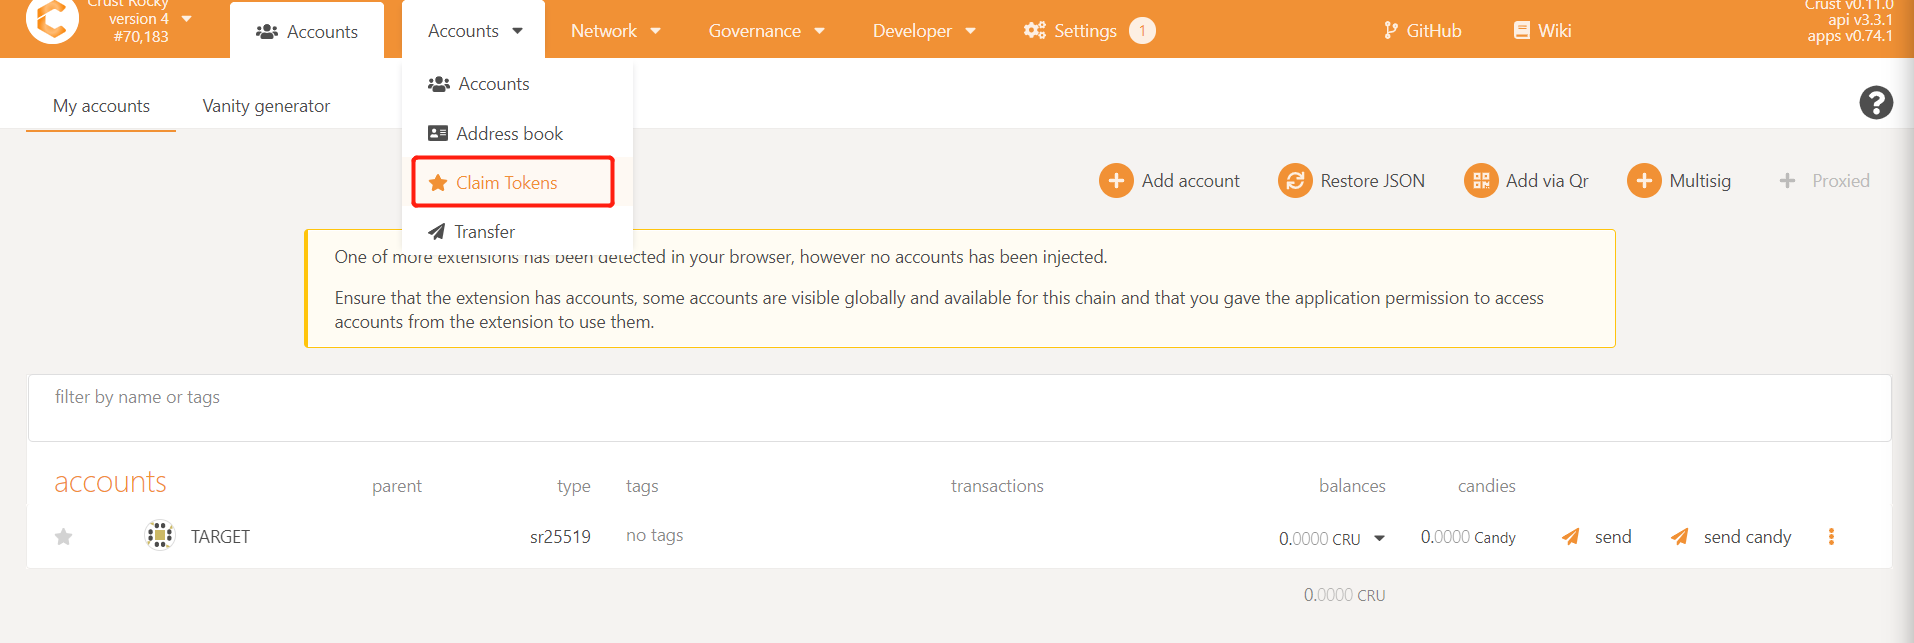 Crust Rocky
version 4
#70,183
Accounts
Accounts
Network
Governance
Developer
Settings
1
GitHub
Wiki
Crust v0.11.0
api v3.3.1
apps v0.74.1
My accounts
Vanity generator
Accounts
Address book
Claim Tokens
Transfer
?
Add account
Restore JSON
Add via Qr
Multisig
Proxied
One of more extensions has been detected in your browser, however no accounts has been injected.
Ensure that the extension has accounts, some accounts are visible globally and available for this chain and that you gave the application permission to access
accounts from the extension to use them.
filter by name or tags
accounts
parent
type
tags
transactions
balances
candies
TARGET
sr25519
no tags
0.0000 CRU
0.0000 Candy
send
send candy
0.0000 CRU